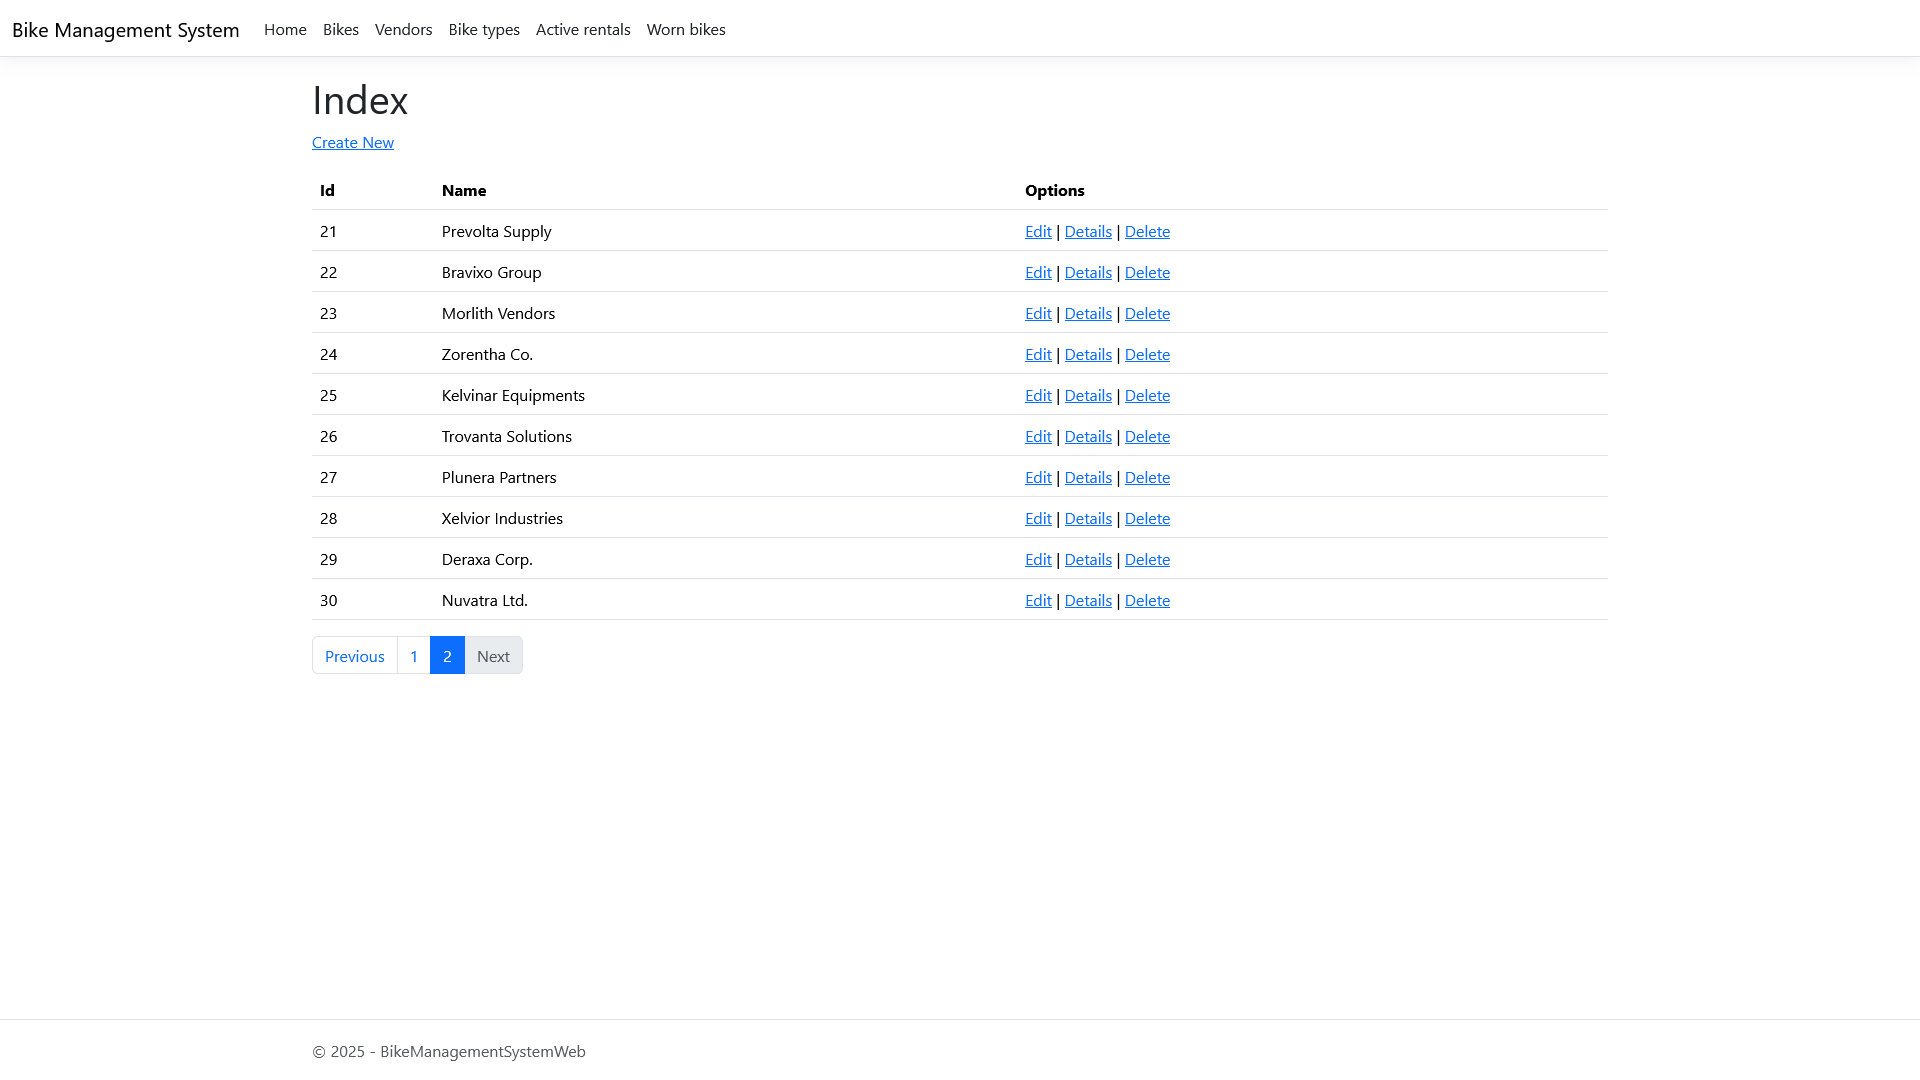 Bike Management System Home Bikes Vendors Bike types Active rentals Worn bikes
Index
Create New
Id Name Options
21 Prevolta Supply Edit | Details | Delete
22 Bravixo Group Edit | Details | Delete
23 Morlith Vendors Edit | Details | Delete
24 Zorentha Co. Edit | Details | Delete
25 Kelvinar Equipments Edit | Details | Delete
26 Trovanta Solutions Edit | Details | Delete
27 Plunera Partners Edit | Details | Delete
28 Xelvior Industries Edit | Details | Delete
29 Deraxa Corp. Edit | Details | Delete
30 Nuvatra Ltd. Edit | Details | Delete
Previous 1 2 Next
© 2025 - BikeManagementSystemWeb